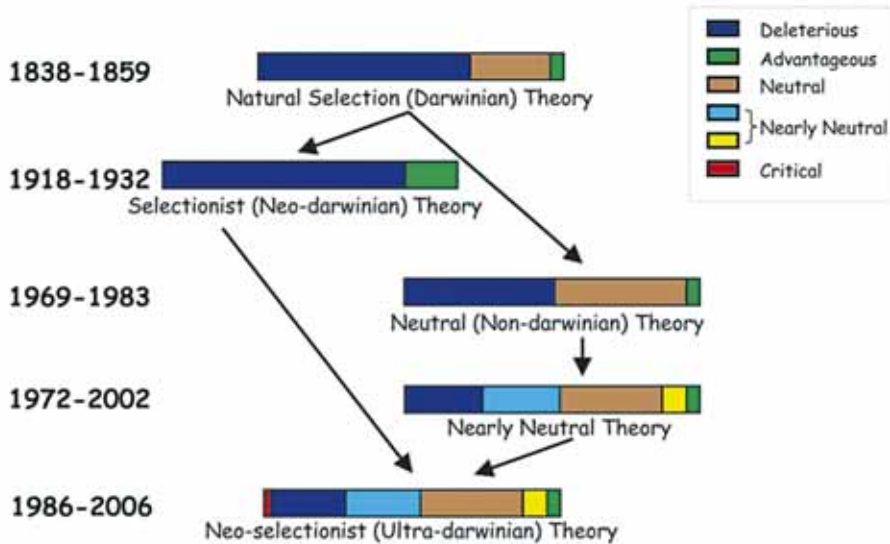 1838-1859
Natural Selection (Darwinian) Theory
1918-1932
Selectionist (Neo-darwinian) Theory
1969-1983
Neutral (Non-darwinian) Theory
1972-2002
Nearly Neutral Theory
1986-2006
Neo-selectionist (Ultra-darwinian) Theory
Deleterious
Advantageous
Neutral
Nearly Neutral
Critical